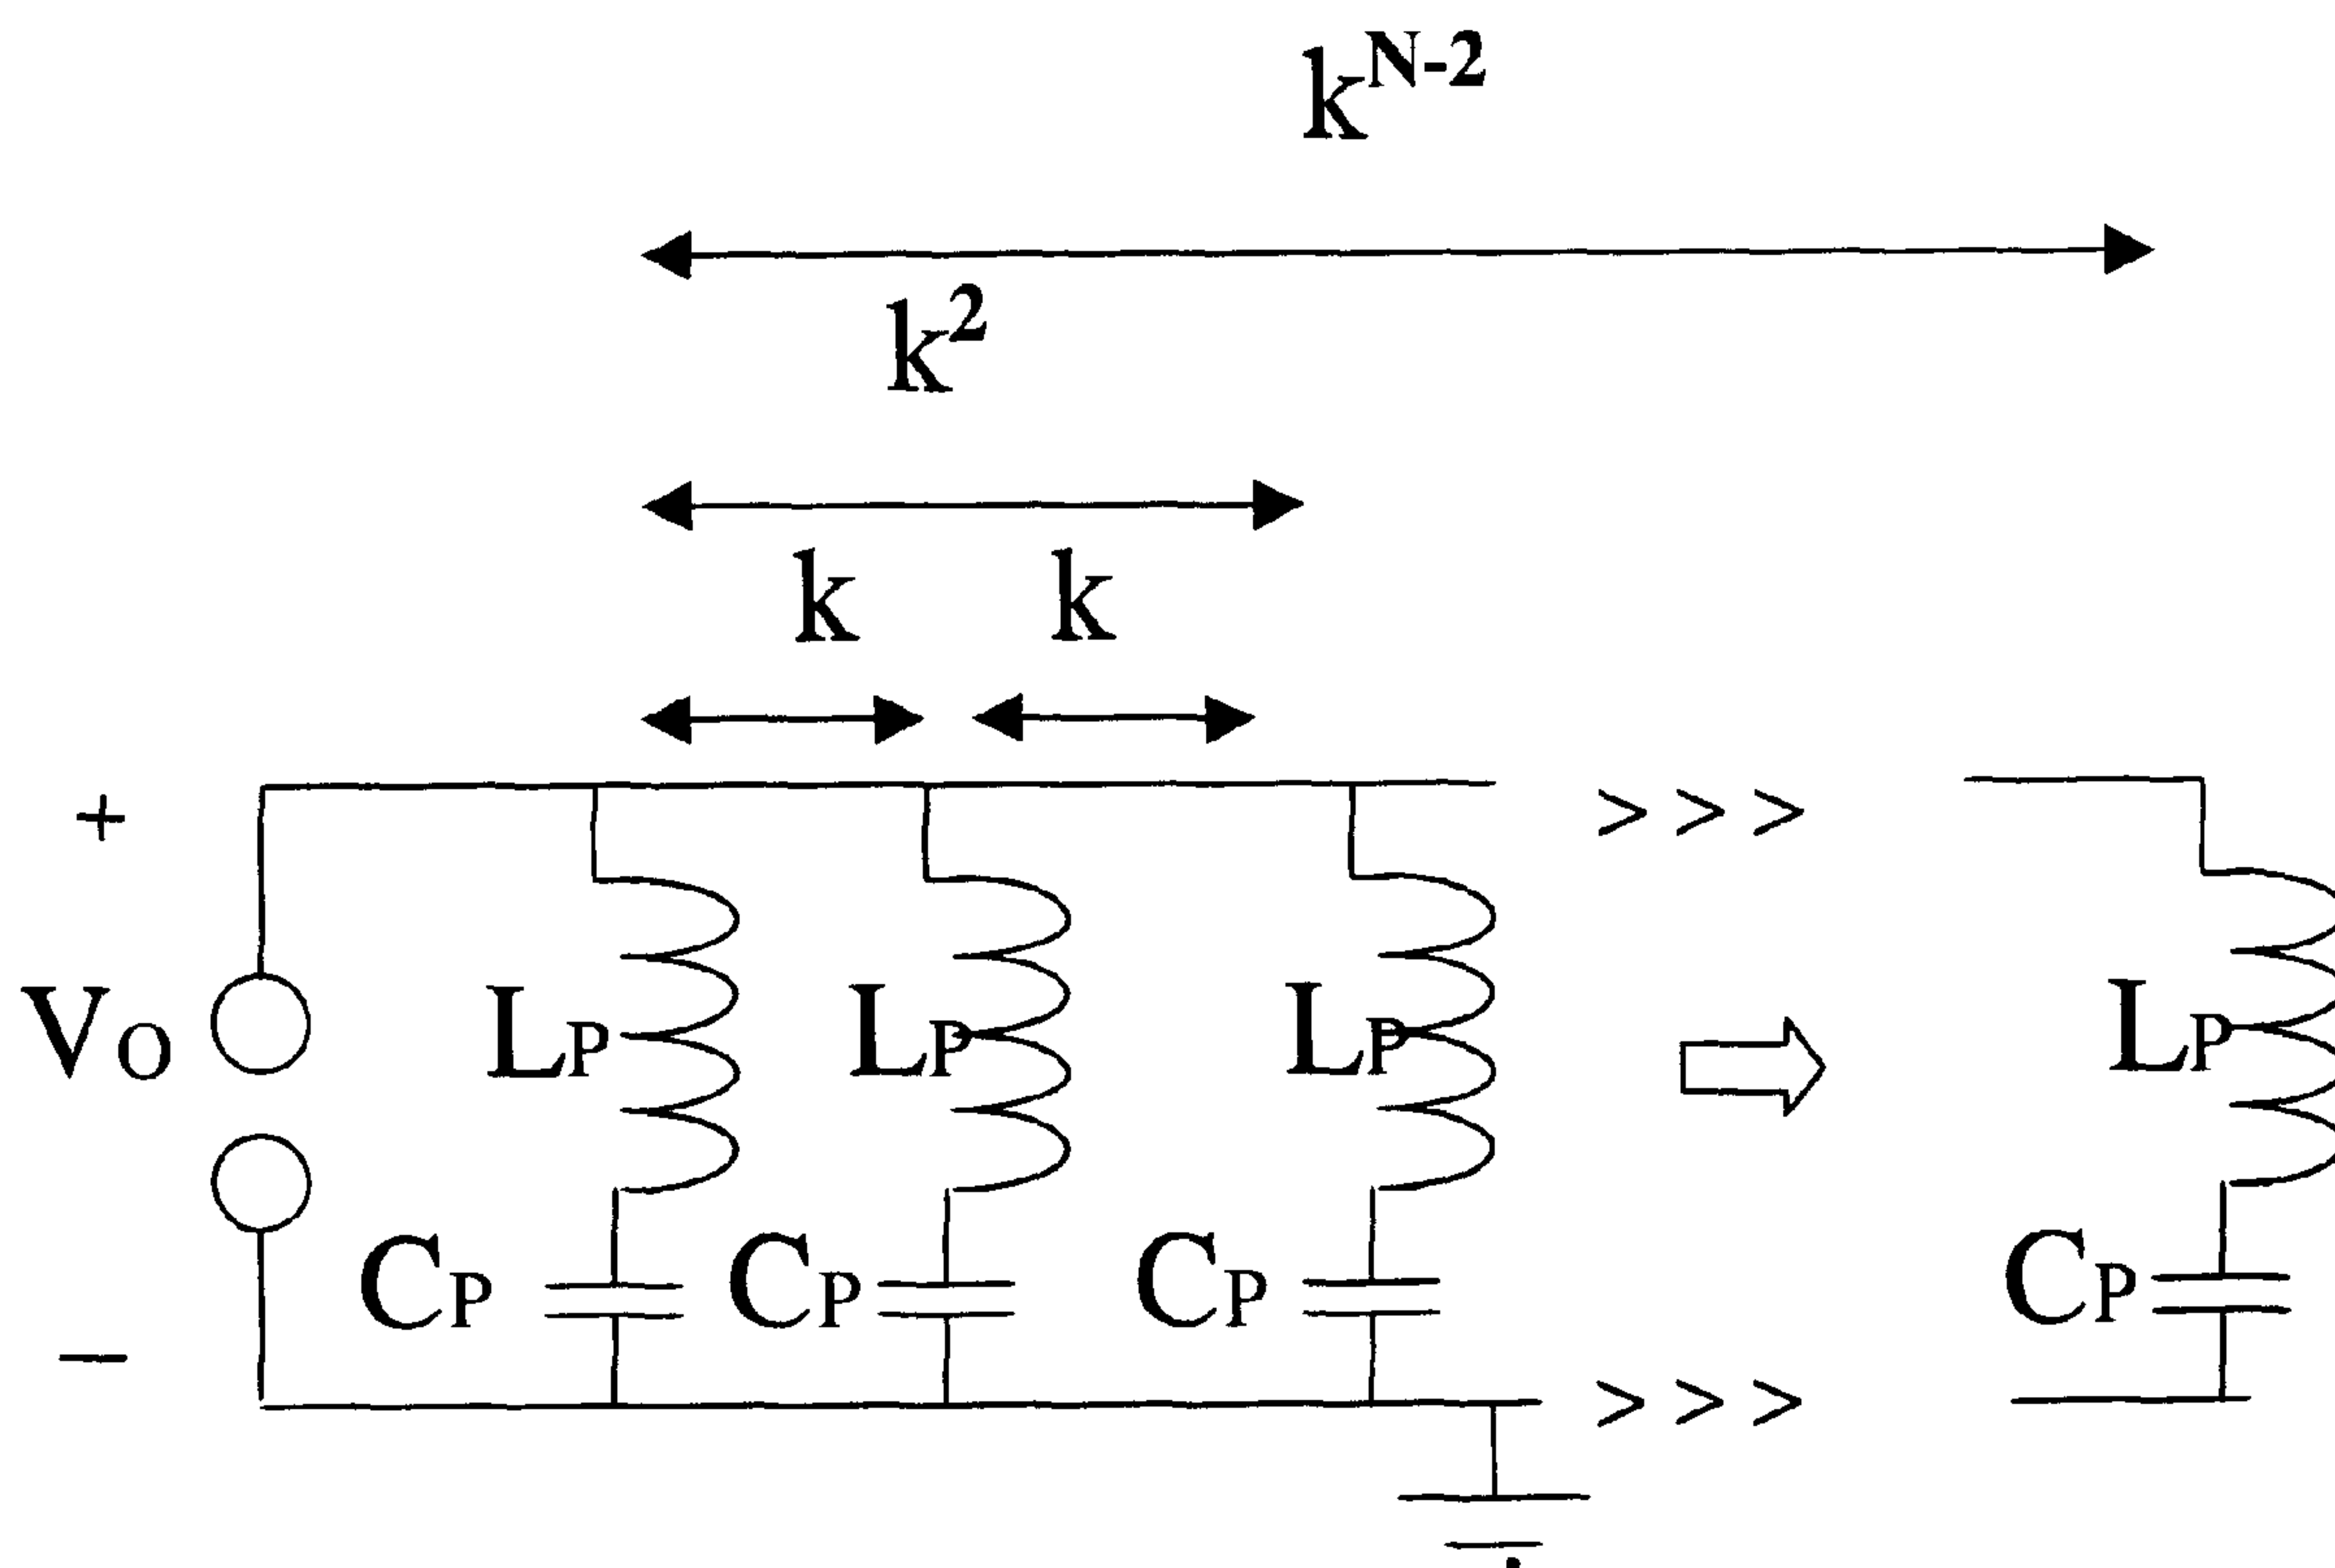 k^N-2
k^2
k k
+ > > >
VO LP LP LP LP
CP CP CP CP
− > > >